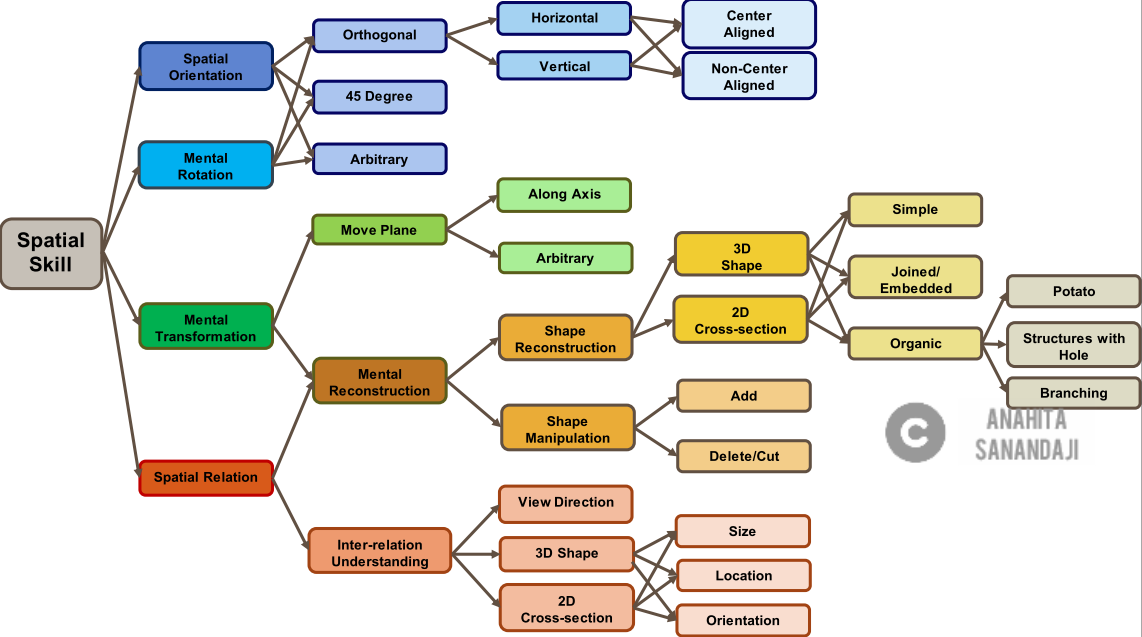 Spatial
Skill
Spatial
Orientation
Mental
Rotation
Mental
Transformation
Spatial Relation
Orthogonal
45 Degree
Arbitrary
Move Plane
Mental
Reconstruction
Inter-relation
Understanding
Horizontal
Vertical
Along Axis
Arbitrary
Shape
Reconstruction
Shape
Manipulation
View Direction
3D Shape
2D
Cross-section
Center
Aligned
Non-Center
Aligned
3D
Shape
2D
Cross-section
Add
Delete/Cut
Size
Location
Orientation
Simple
Joined/
Embedded
Organic
Potato
Structures with
Hole
Branching
© ANAHITA
SANANDAJI